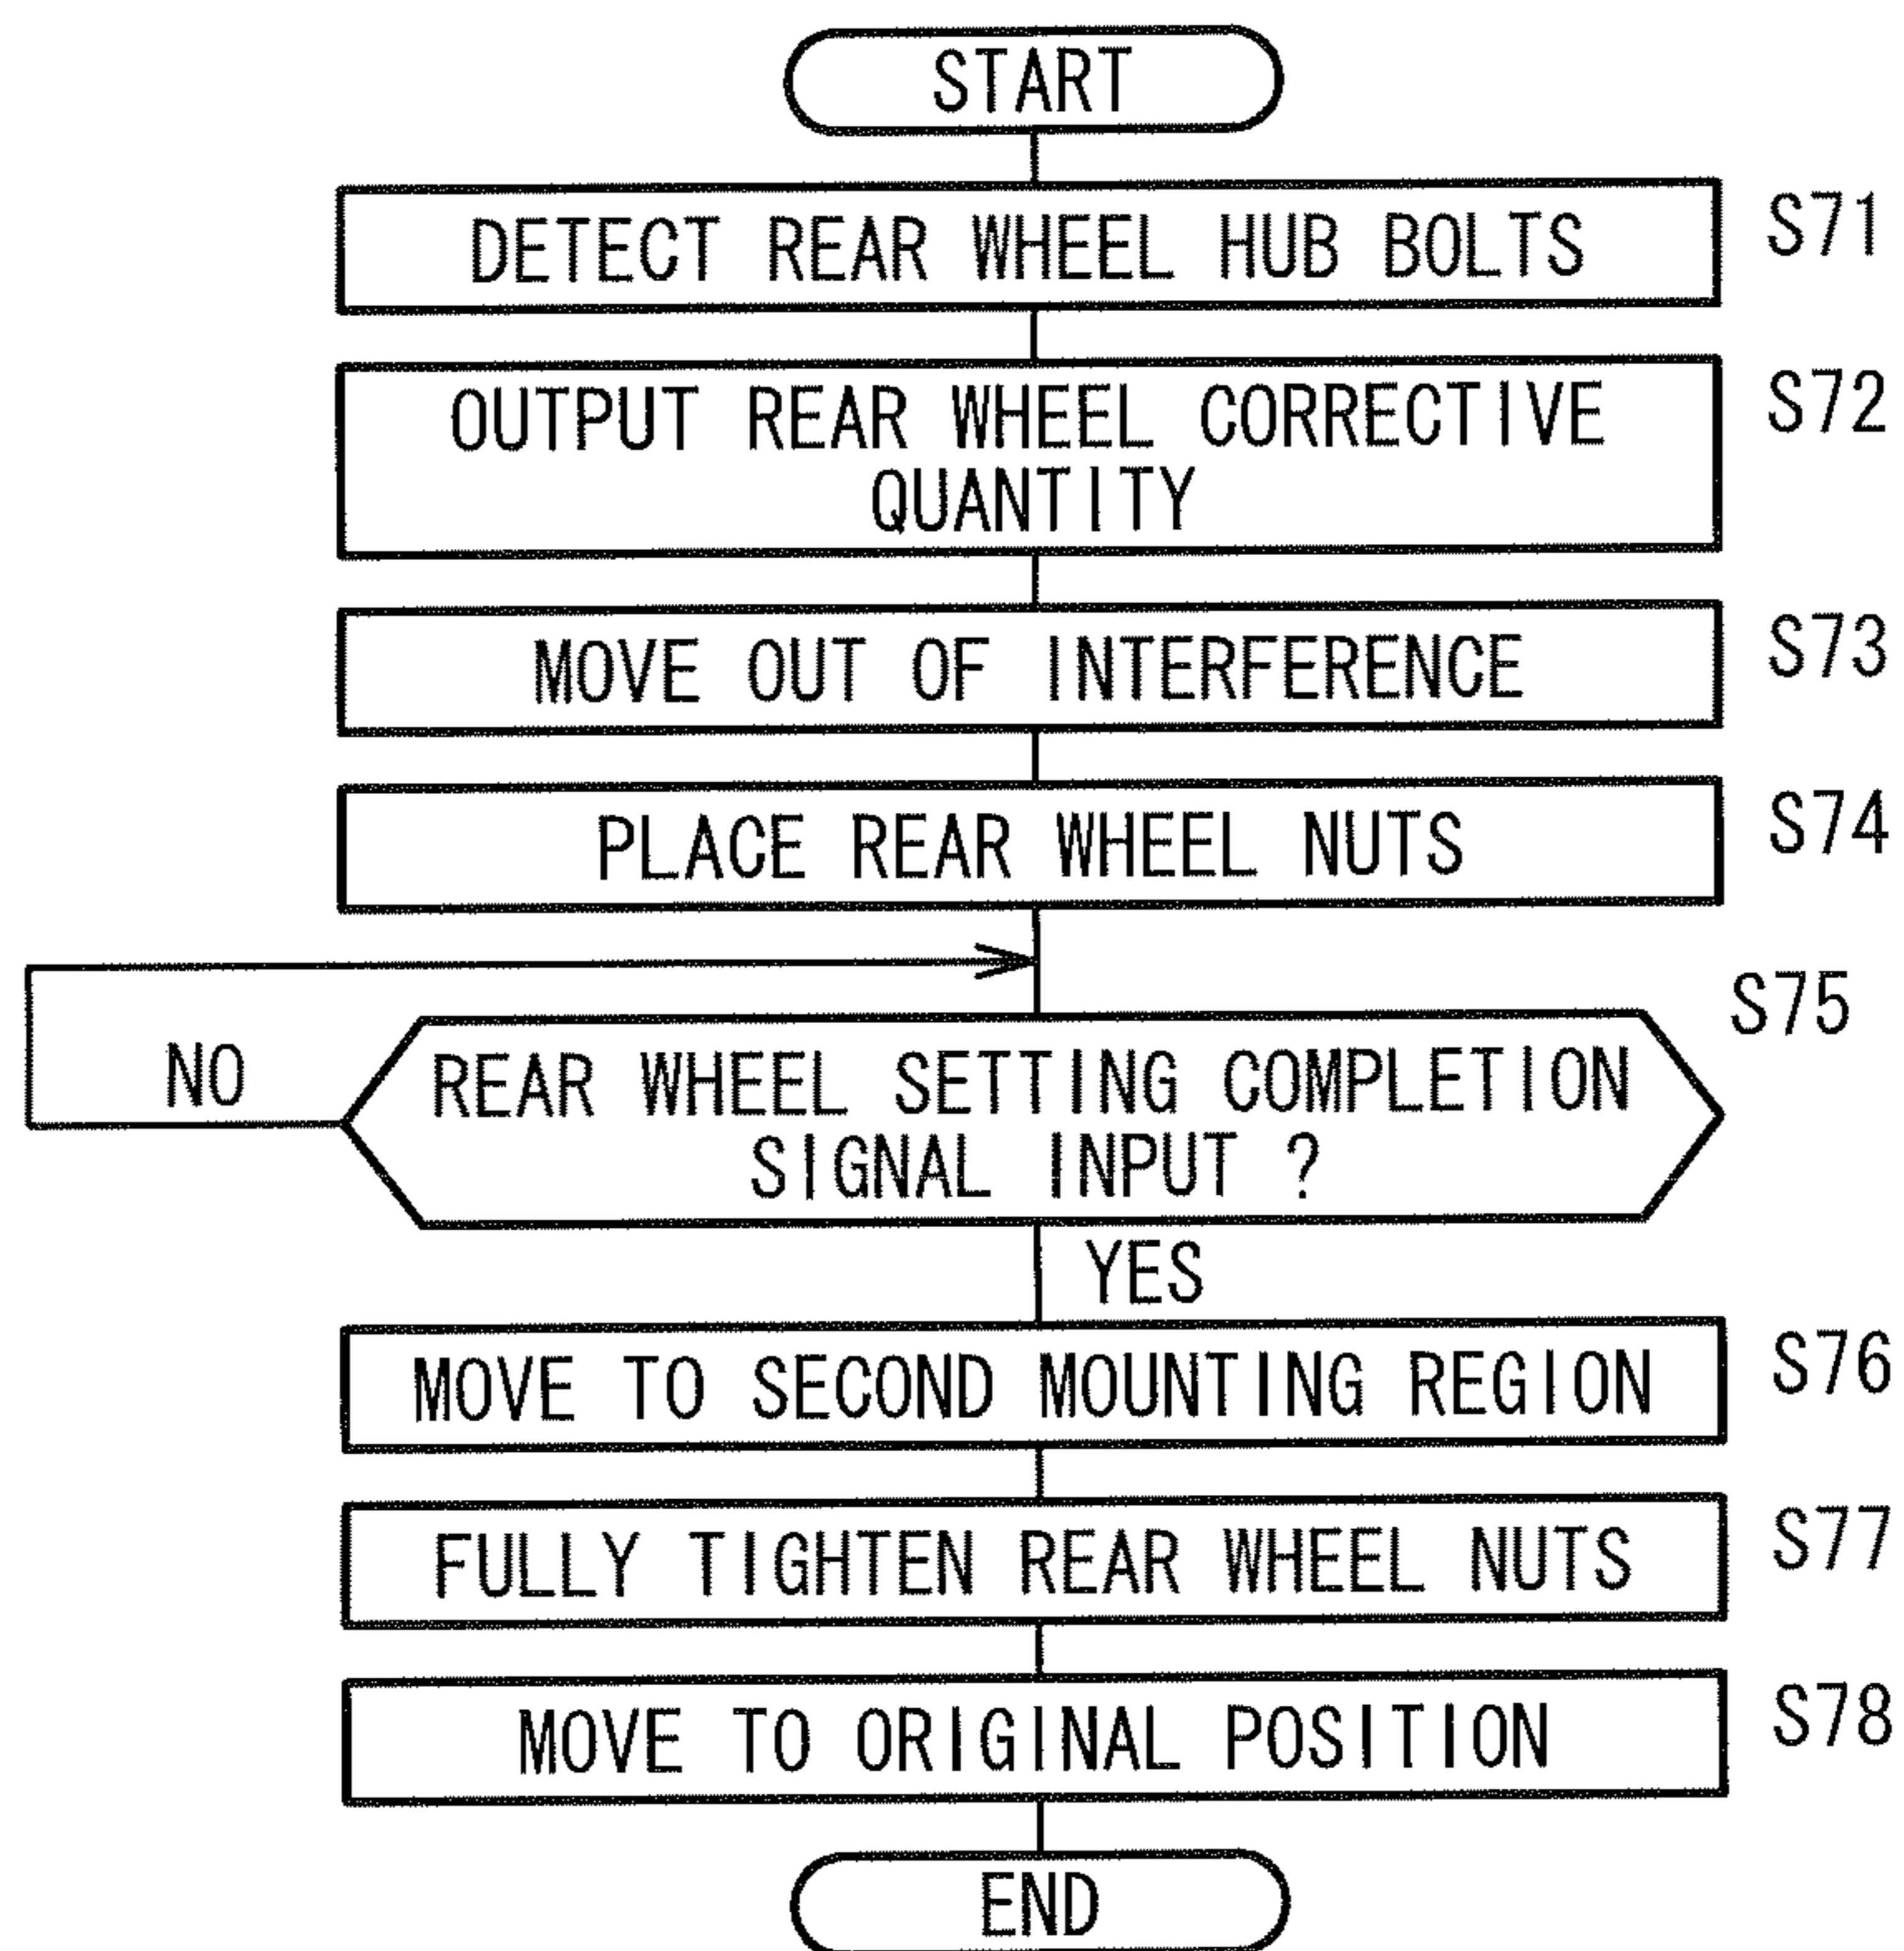 START
DETECT REAR WHEEL HUB BOLTS
S71
OUTPUT REAR WHEEL CORRECTIVE
QUANTITY
S72
MOVE OUT OF INTERFERENCE
S73
PLACE REAR WHEEL NUTS
S74
S75
NO
REAR WHEEL SETTING COMPLETION
SIGNAL INPUT ?
YES
MOVE TO SECOND MOUNTING REGION
S76
FULLY TIGHTEN REAR WHEEL NUTS
S77
MOVE TO ORIGINAL POSITION
S78
END